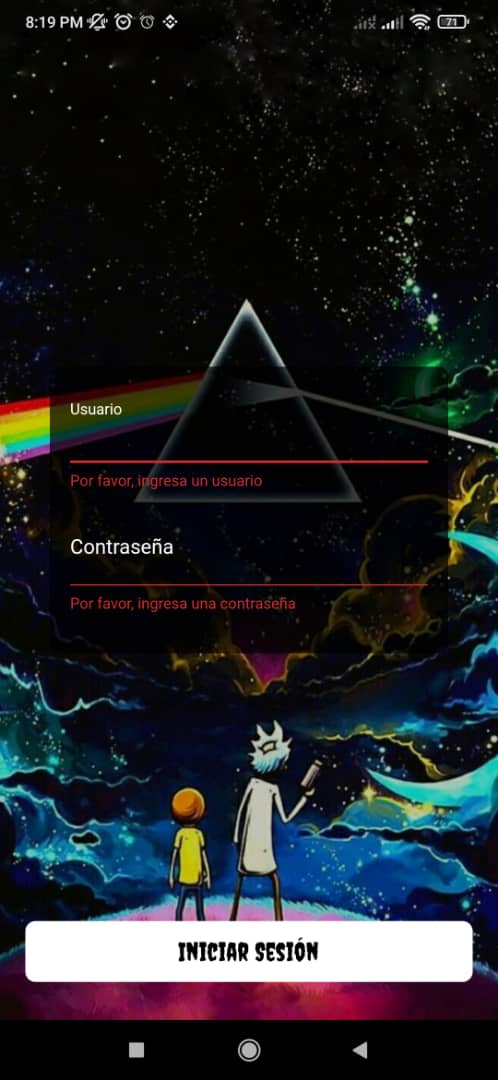 8:19 PM
71
Usuario
Por favor, ingresa un usuario
Contraseña
Por favor, ingresa una contraseña
INICIAR SESIÓN